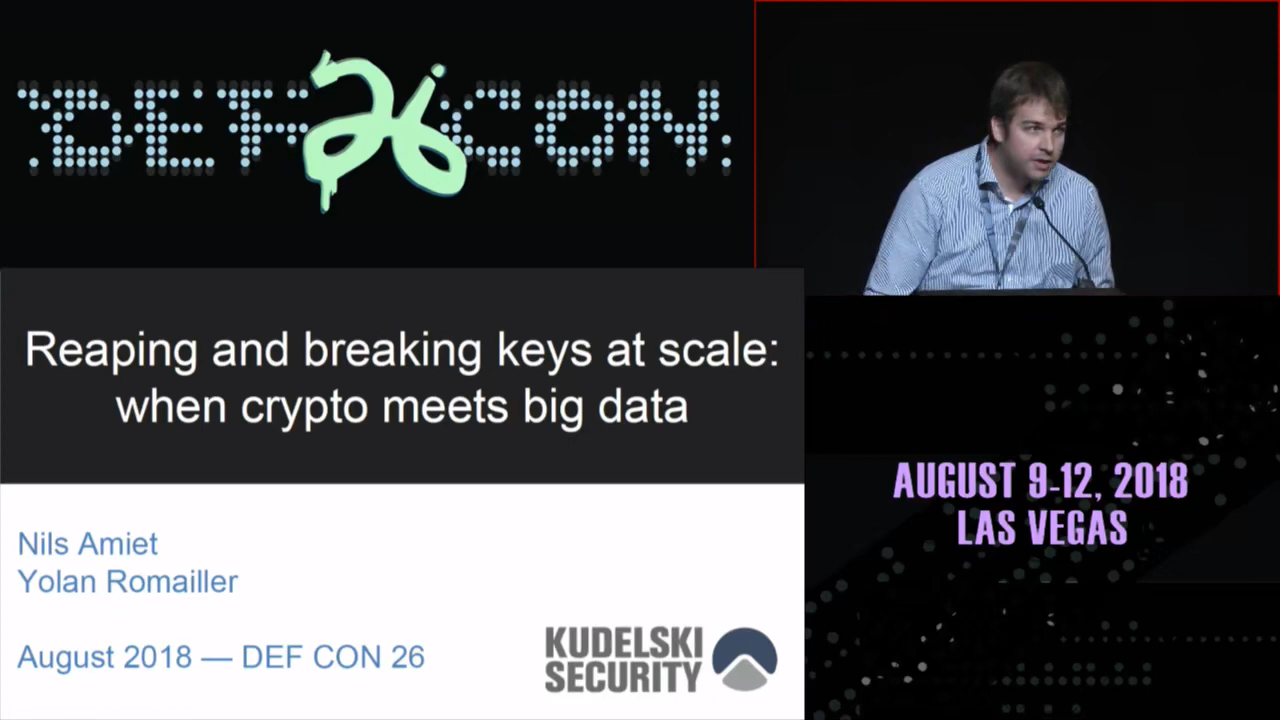 DEF 26 CON
Reaping and breaking keys at scale:
when crypto meets big data
Nils Amiet
Yolan Romailler
August 2018 — DEF CON 26
KUDELSKI
SECURITY
AUGUST 9-12, 2018
LAS VEGAS